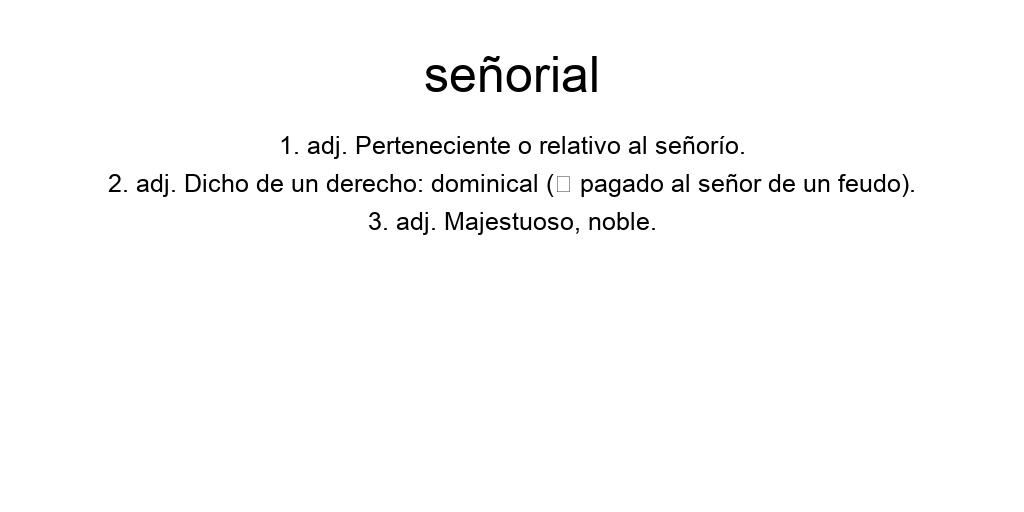 señorial
1. adj. Perteneciente o relativo al señorío.
2. adj. Dicho de un derecho: dominical (□ pagado al señor de un feudo).
3. adj. Majestuoso, noble.